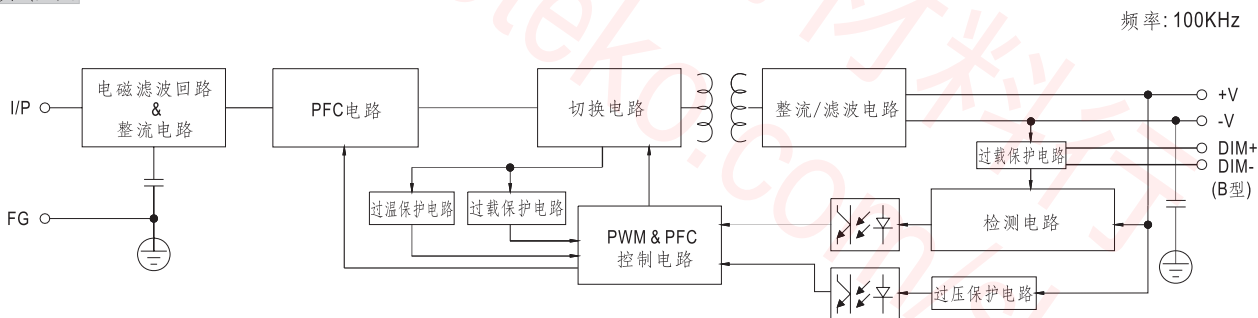 频率: 100KHz
I/P
电磁滤波回路
&
整流电路
PFC电路
切换电路
整流/滤波电路
+V
-V
过载保护电路
DIM+
DIM-
(B型)
FG
过温保护电路
过载保护电路
PWM & PFC
控制电路
检测电路
过压保护电路